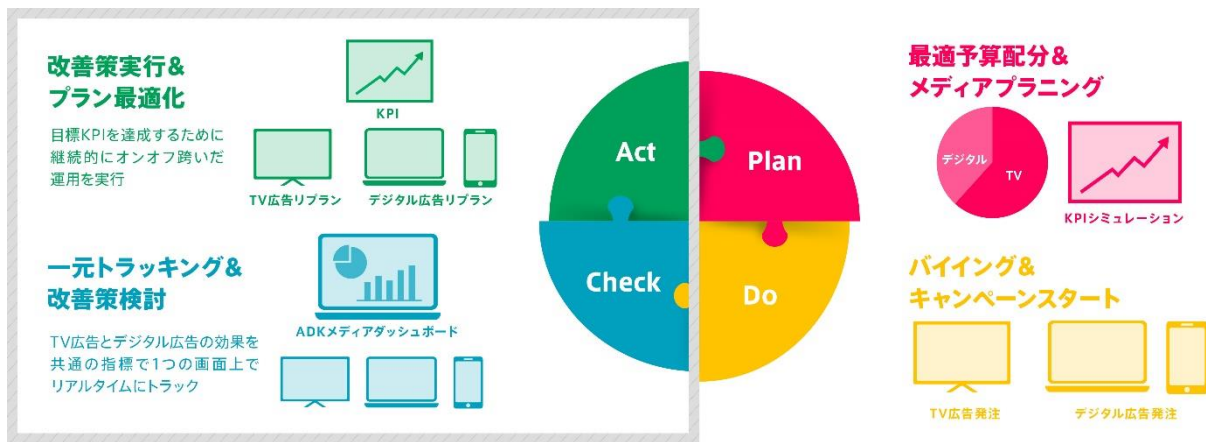 改善策実行&
プラン最適化
目標KPIを達成するために
継続的にオンオフ跨いだ
運用を実行
KPI
TV広告リプラン
デジタル広告リプラン
一元トラッキング&
改善策検討
TV広告とデジタル広告の効果を
共通の指標で1つの画面上で
リアルタイムにトラック
ADKメディアダッシュボード
Act
Plan
Check
Do
最適予算配分&
メディアプラニング
デジタル
TV
KPIシミュレーション
バイイング&
キャンペーンスタート
TV広告発注
デジタル広告発注